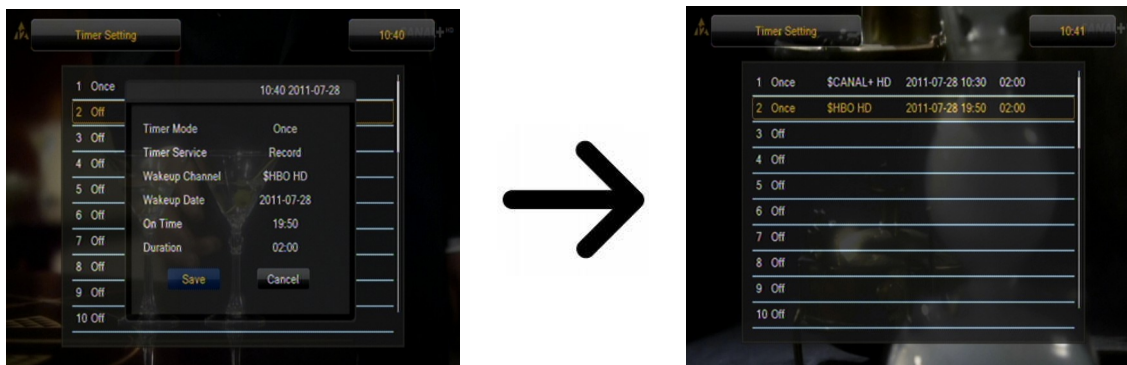 Timer Setting
10:40
CANAL+ HD
1 Once
10:40 2011-07-28
2 Off
3 Off
4 Off
5 Off
6 Off
7 Off
8 Off
9 Off
10 Off
Timer Mode Once
Timer Service Record
Wakeup Channel $HBO HD
Wakeup Date 2011-07-28
On Time 19:50
Duration 02:00
Save Cancel
Timer Setting
10:41
CANAL+
1 Once $CANAL+ HD 2011-07-28 10:30 02:00
2 Once $HBO HD 2011-07-28 19:50 02:00
3 Off
4 Off
5 Off
6 Off
7 Off
8 Off
9 Off
10 Off